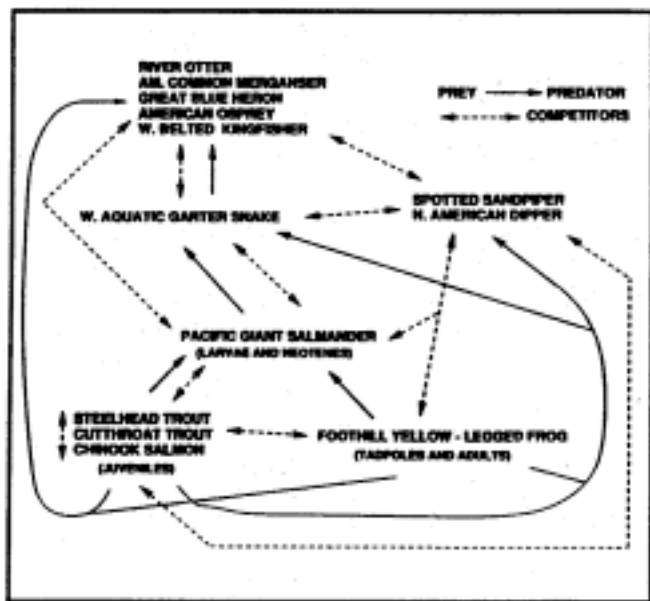 RIVER OTTER
AM. COMMON MERGANSER
GREAT BLUE HERON
AMERICAN OSPREY
W. BELTED KINGFISHER
PREY PREDATOR
COMPETITORS
SPOTTED SANDPIPER
N. AMERICAN DIPPER
W. AQUATIC GARTER SNAKE
PACIFIC GIANT SALMANDER
(LARVAE AND NEOTENES)
STEELHEAD TROUT
CUTTHROAT TROUT
CHINOOK SALMON
(JUVENILES)
FOOTHILL YELLOW - LEGGED FROG
(TADPOLES AND ADULTS)